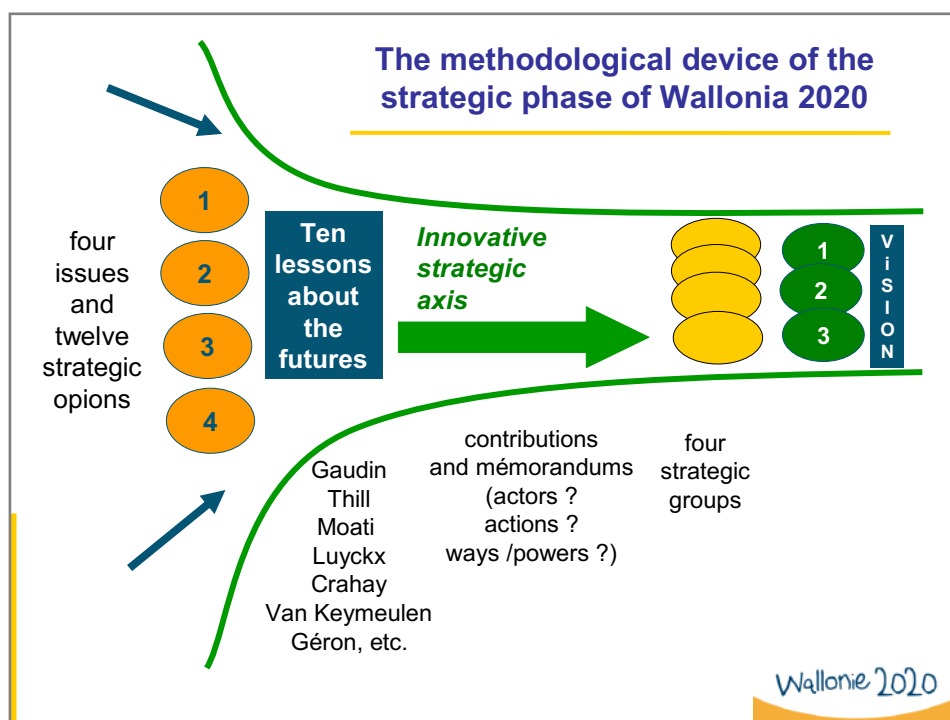 The methodological device of the
strategic phase of Wallonia 2020
four
issues
and
twelve
strategic
opions
1
2
3
4
Ten
lessons
about
the
futures
Innovative
strategic
axis
1
2
3
ViSION
Gaudin
Thill
Moati
Luyckx
Crahay
Van Keymeulen
Géron, etc.
contributions
and mémorandums
(actors ?
actions ?
ways /powers ?)
four
strategic
groups
Wallonie 2020